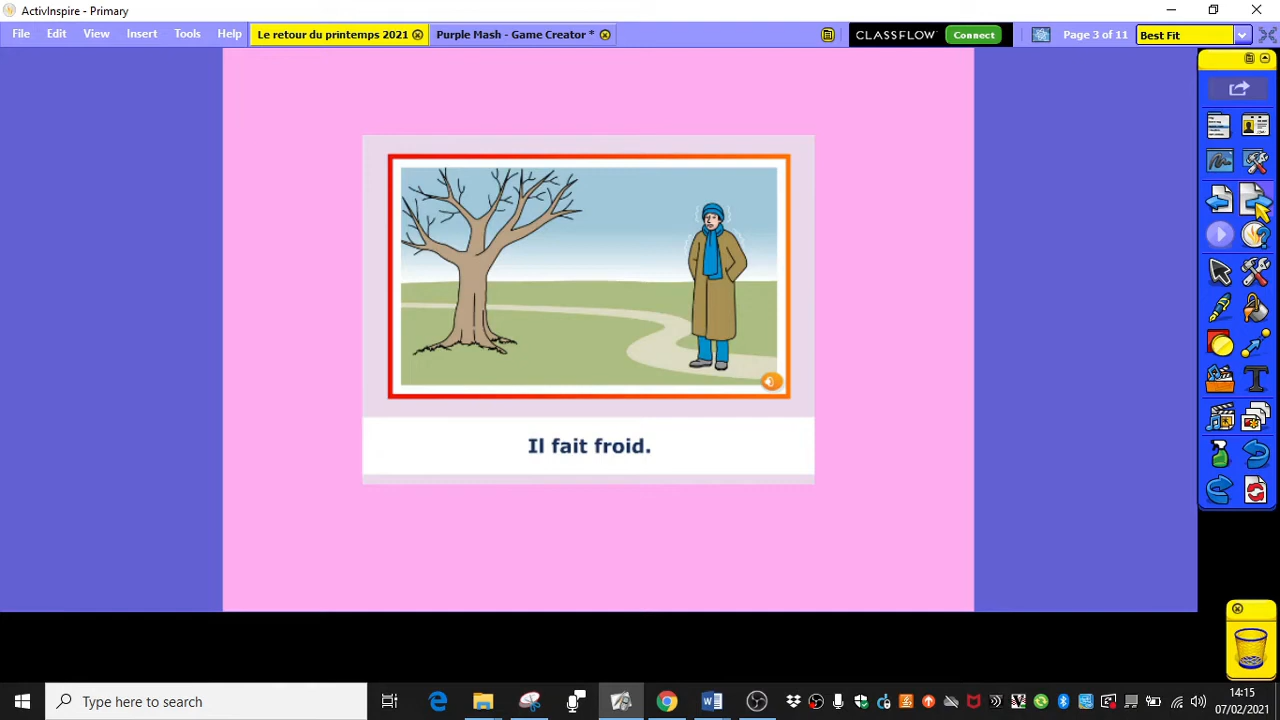 ActivInspire - Primary
File Edit View Insert Tools Help
Le retour du printemps 2021
Purple Mash - Game Creator *
CLASSFLOW Connect
Page 3 of 11
Best Fit
Il fait froid.
Type here to search
14:15
07/02/2021